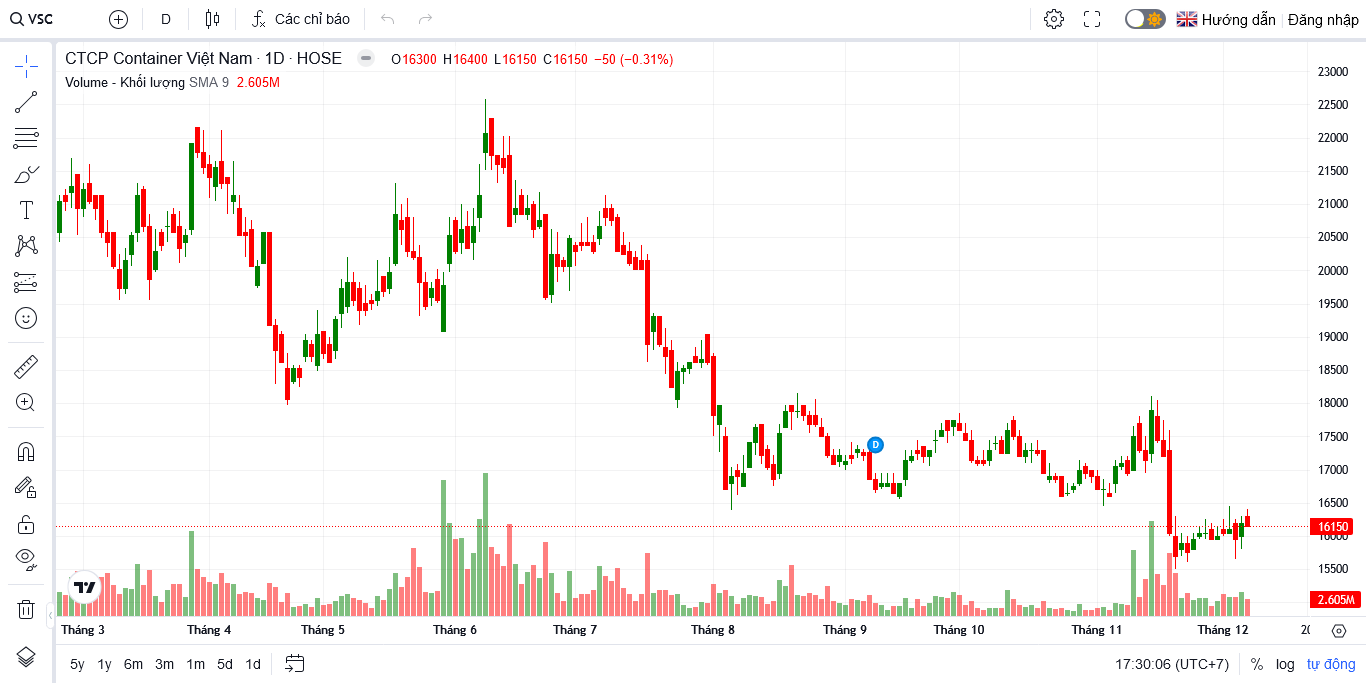 VSC D Các chỉ báo Hướng dẫn Đăng nhập
CTCP Container Việt Nam · 1D · HOSE O16300 H16400 L16150 C16150 −50 (−0.31%)
Volume - Khối lượng SMA 9 2.605M
23000
22500
22000
21500
21000
20500
20000
19500
19000
18500
18000
17500
D
17000
16500
16150
16000
15500
2.605M
Tháng 3 Tháng 4 Tháng 5 Tháng 6 Tháng 7 Tháng 8 Tháng 9 Tháng 10 Tháng 11 Tháng 12
5y 1y 6m 3m 1m 5d 1d 17:30:06 (UTC+7) % log tự động